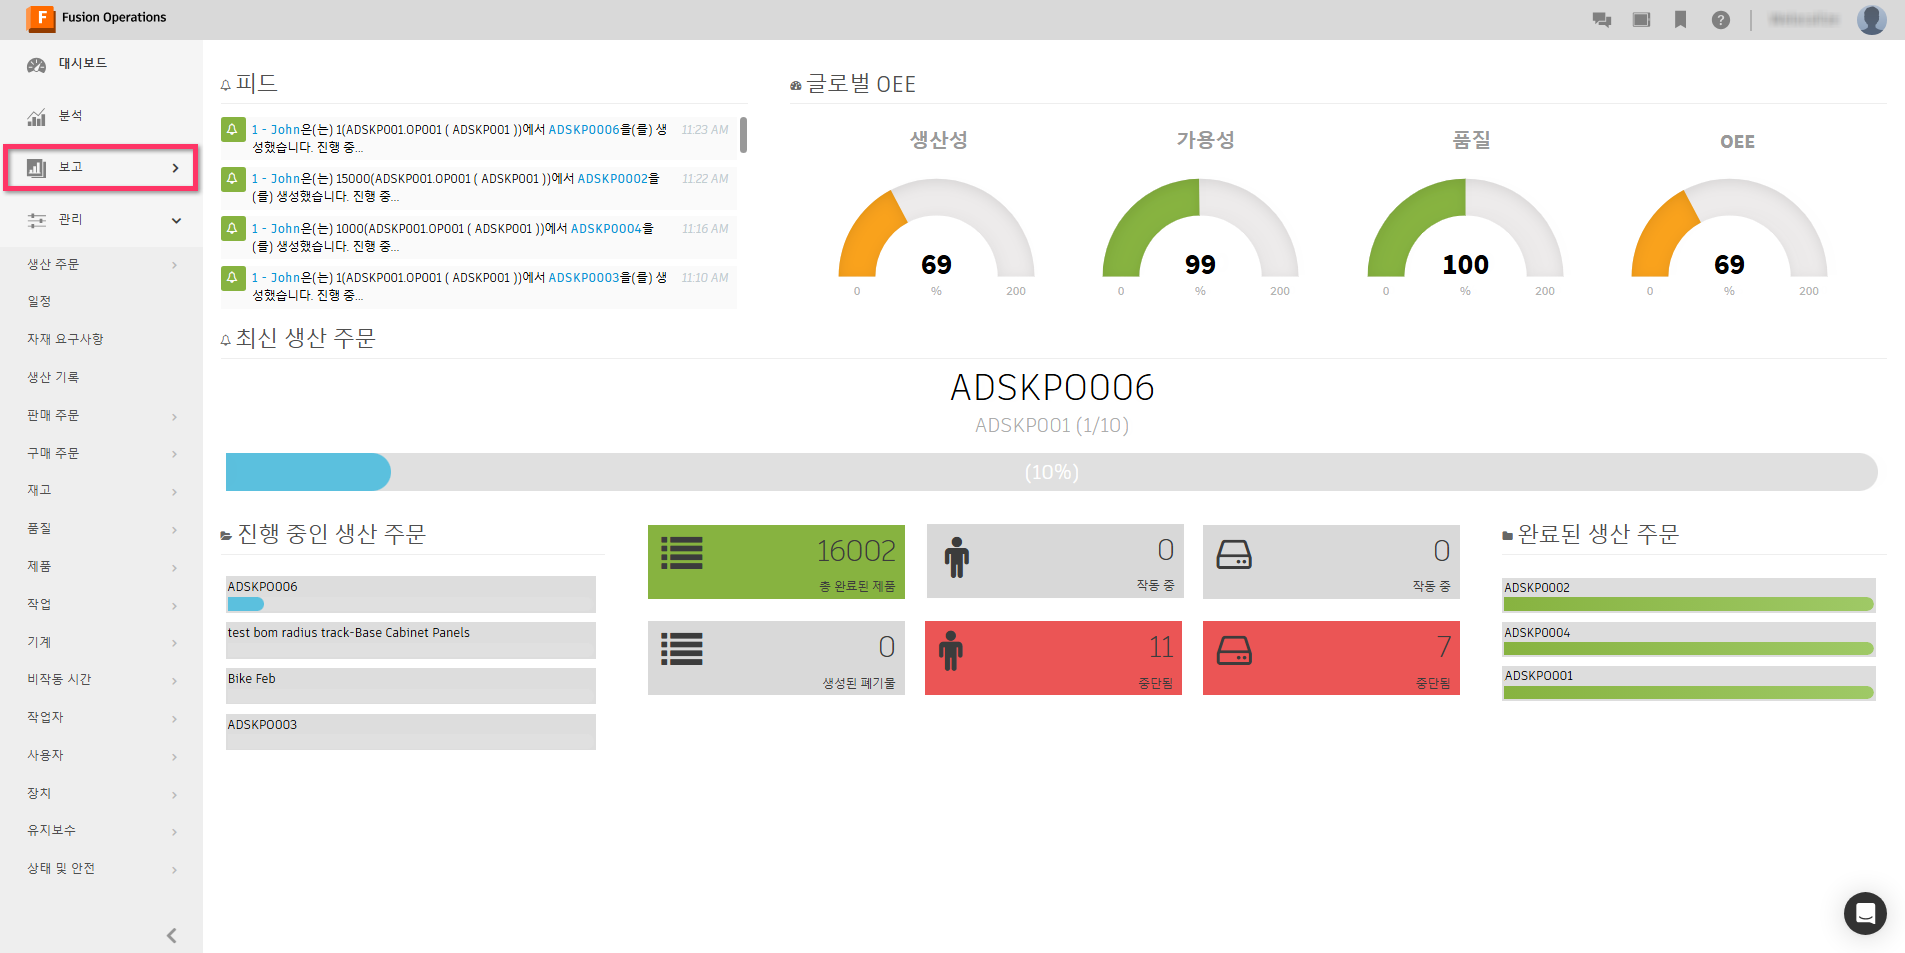 Fusion Operations
대시보드
분석
보고
관리
생산 주문
일정
자재 요구사항
생산 기록
판매 주문
구매 주문
재고
품질
제품
작업
기계
비작동 시간
작업자
사용자
장치
유지보수
상태 및 안전
피드
1 - John은(는) 1(ADSKP001.OP001 ( ADSKP001 ))에서 ADSKPO006을(를) 생 11:23 AM
성했습니다. 진행 중...
1 - John은(는) 15000(ADSKP001.OP001 ( ADSKP001 ))에서 ADSKPO002을 11:22 AM
(를) 생성했습니다. 진행 중...
1 - John은(는) 1000(ADSKP001.OP001 ( ADSKP001 ))에서 ADSKPO004을 11:16 AM
(를) 생성했습니다. 진행 중...
1 - John은(는) 1(ADSKP001.OP001 ( ADSKP001 ))에서 ADSKPO003을(를) 생 11:10 AM
성했습니다. 진행 중...
글로벌 OEE
생산성 가용성 품질 OEE
69 99 100 69
0 % 200 0 % 200 0 % 200 0 % 200
최신 생산 주문
ADSKPO006
ADSKP001 (1/10)
(10%)
진행 중인 생산 주문
ADSKPO006
test bom radius track-Base Cabinet Panels
Bike Feb
ADSKPO003
16002
총 완료된 제품
0
작동 중
0
작동 중
0
생성된 폐기물
11
중단됨
7
중단됨
완료된 생산 주문
ADSKPO002
ADSKPO004
ADSKPO001